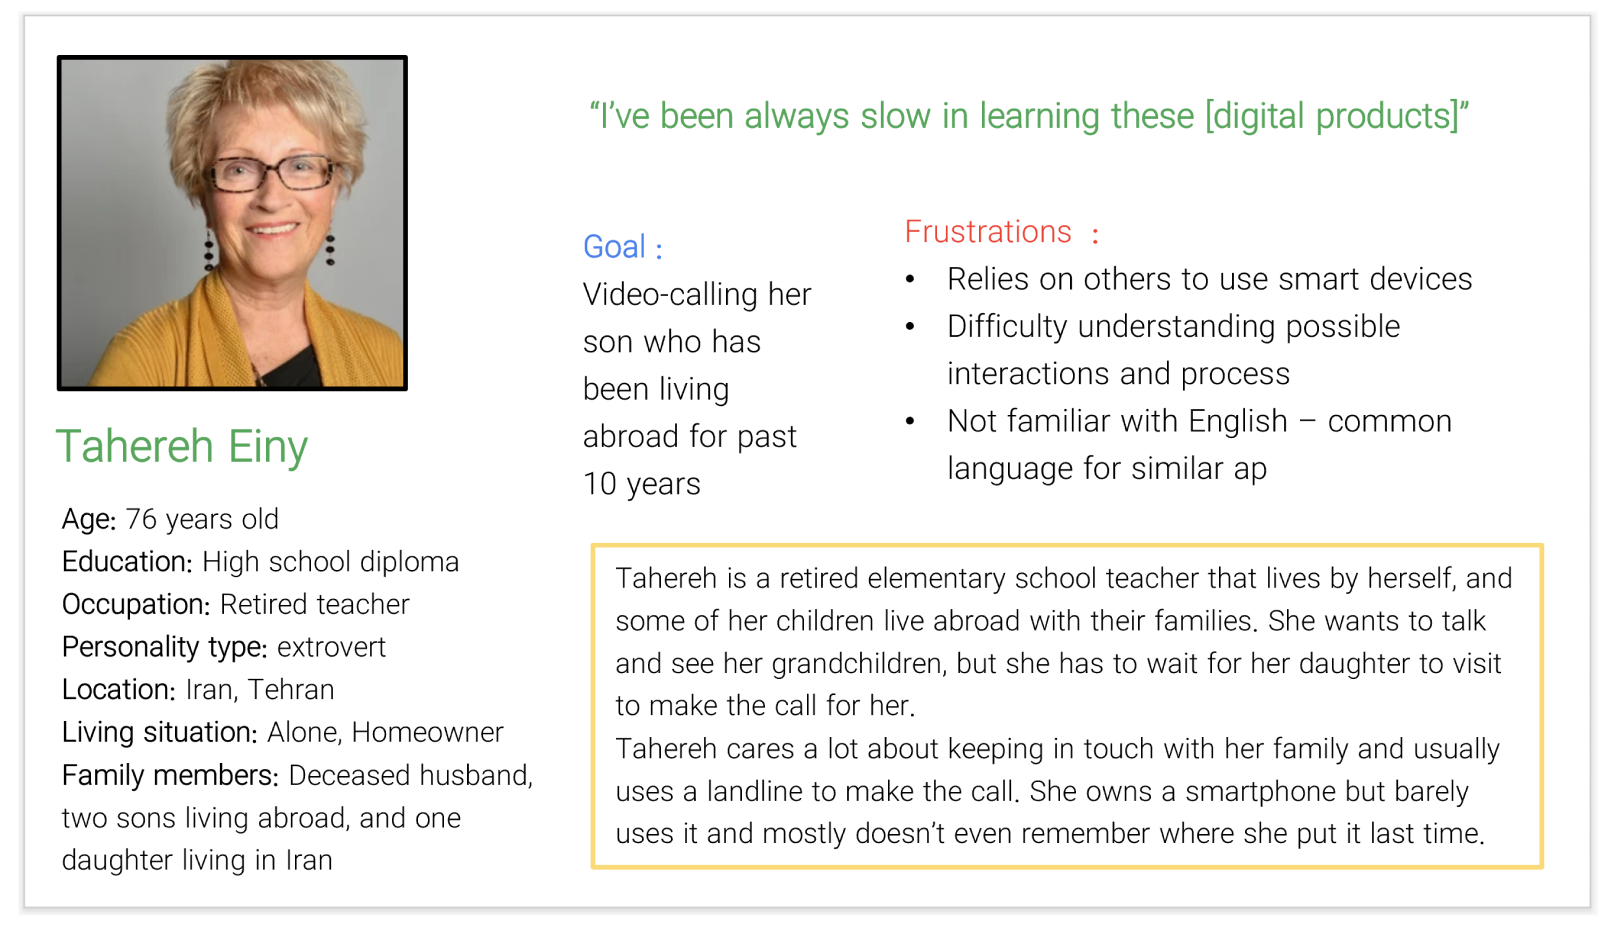 “I’ve been always slow in learning these [digital products]”
Goal :
Video-calling her
son who has
been living
abroad for past
10 years
Frustrations :
• Relies on others to use smart devices
• Difficulty understanding possible
interactions and process
• Not familiar with English – common
language for similar ap
Tahereh Einy
Age: 76 years old
Education: High school diploma
Occupation: Retired teacher
Personality type: extrovert
Location: Iran, Tehran
Living situation: Alone, Homeowner
Family members: Deceased husband,
two sons living abroad, and one
daughter living in Iran
Tahereh is a retired elementary school teacher that lives by herself, and
some of her children live abroad with their families. She wants to talk
and see her grandchildren, but she has to wait for her daughter to visit
to make the call for her.
Tahereh cares a lot about keeping in touch with her family and usually
uses a landline to make the call. She owns a smartphone but barely
uses it and mostly doesn’t even remember where she put it last time.